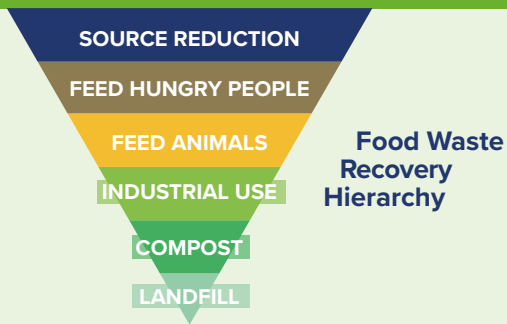 SOURCE REDUCTION
FEED HUNGRY PEOPLE
FEED ANIMALS
INDUSTRIAL USE
COMPOST
LANDFILL
Food Waste
Recovery
Hierarchy